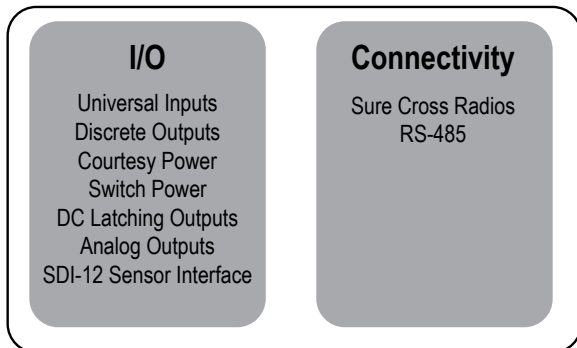 I/O
Universal Inputs
Discrete Outputs
Courtesy Power
Switch Power
DC Latching Outputs
Analog Outputs
SDI-12 Sensor Interface
Connectivity
Sure Cross Radios
RS-485